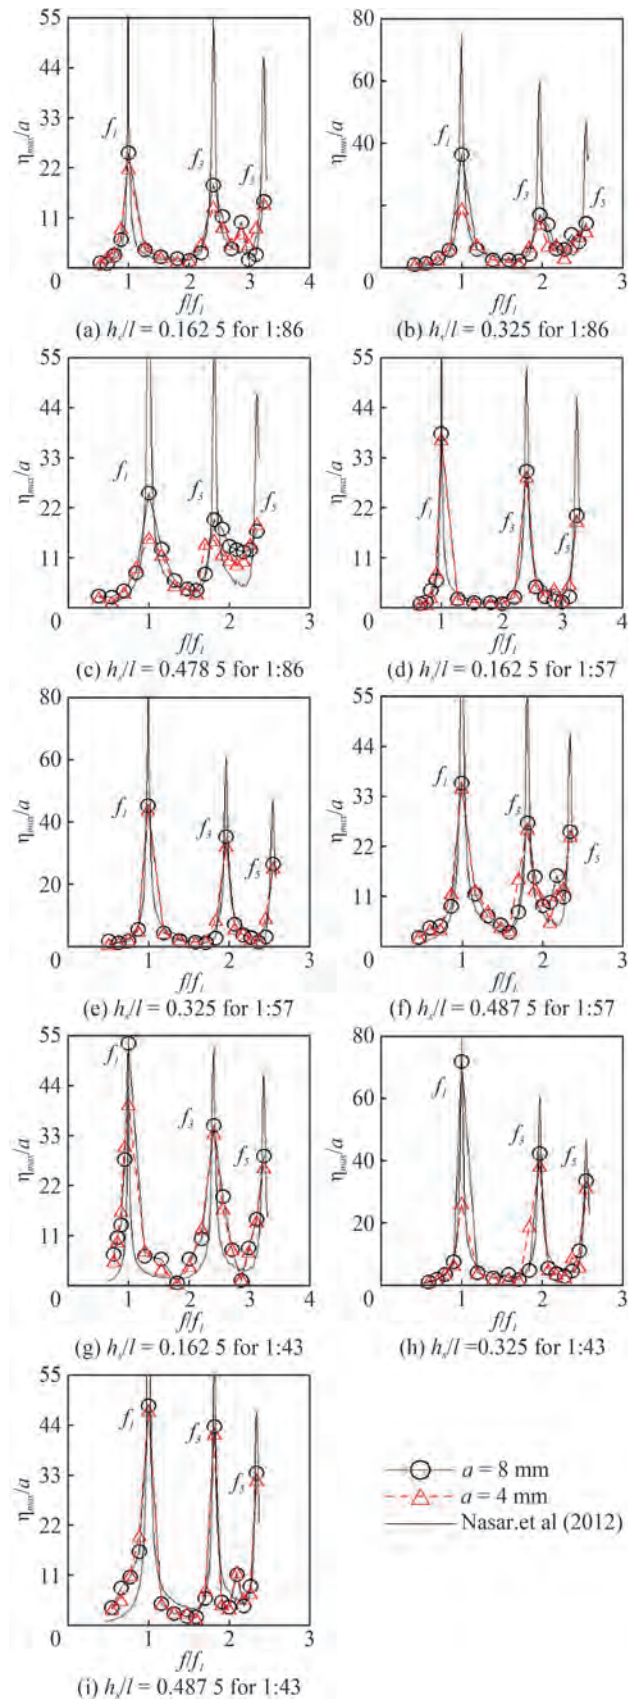 55
44
33
22
11
0
η_max/a
f_1
f_3
f_5
1
2
3
4
f/f_1
(a) h_s/l = 0.162 5 for 1:86
80
60
40
20
0
η_max/a
f_1
f_3
f_5
1
2
3
f/f_1
(b) h_s/l = 0.325 for 1:86
55
44
33
22
11
0
η_max/a
f_1
f_3
f_5
1
2
3
f/f_1
(c) h_s/l = 0.478 5 for 1:86
55
44
33
22
11
0
η_max/a
f_1
f_3
f_5
1
2
3
4
f/f_1
(d) h_s/l = 0.162 5 for 1:57
80
60
40
20
0
η_max/a
f_1
f_3
f_5
1
2
3
f/f_1
(e) h_s/l = 0.325 for 1:57
55
44
33
22
11
0
η_max/a
f_1
f_3
f_5
1
2
3
f/f_1
(f) h_s/l = 0.487 5 for 1:57
55
44
33
22
11
0
η_max/a
f_1
f_3
f_5
1
2
3
4
f/f_1
(g) h_s/l = 0.162 5 for 1:43
80
60
40
20
0
η_max/a
f_1
f_3
f_5
1
2
3
f/f_1
(h) h_s/l =0.325 for 1:43
55
44
33
22
11
0
η_max/a
f_1
f_3
f_5
1
2
3
f/f_1
(i) h_s/l = 0.487 5 for 1:43
a = 8 mm
a = 4 mm
Nasar.et al (2012)